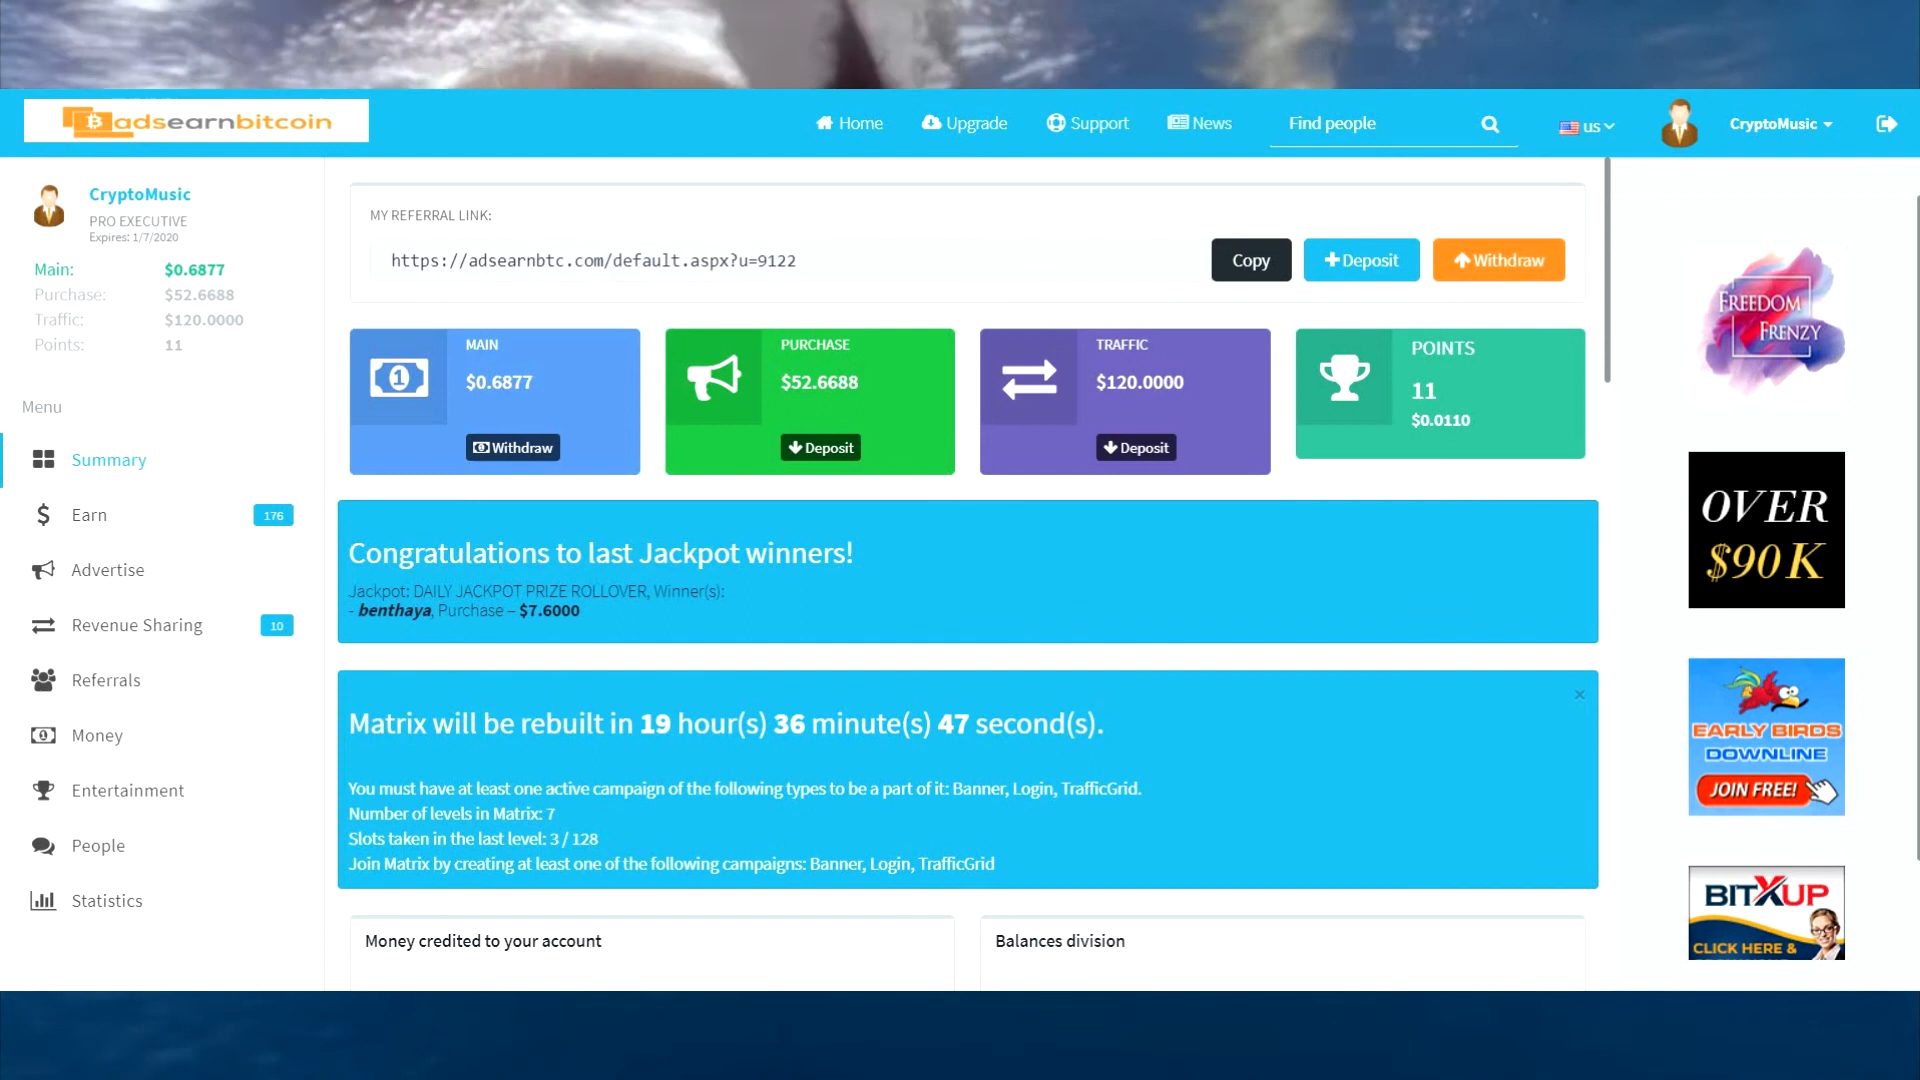 adsearnbitcoin
Home
Upgrade
Support
News
Find people
us
CryptoMusic
CryptoMusic
PRO EXECUTIVE
Expires: 1/7/2020
Main: $0.6877
Purchase: $52.6688
Traffic: $120.0000
Points: 11
Menu
Summary
Earn 176
Advertise
Revenue Sharing 10
Referrals
Money
Entertainment
People
Statistics
MY REFERRAL LINK:
https://adsearnbtc.com/default.aspx?u=9122
Copy
Deposit
Withdraw
MAIN
$0.6877
Withdraw
PURCHASE
$52.6688
Deposit
TRAFFIC
$120.0000
Deposit
POINTS
11
$0.0110
Congratulations to last Jackpot winners!
Jackpot: DAILY JACKPOT PRIZE ROLLOVER, Winner(s):
- benthaya, Purchase – $7.6000
×
Matrix will be rebuilt in 19 hour(s) 36 minute(s) 47 second(s).
You must have at least one active campaign of the following types to be a part of it: Banner, Login, TrafficGrid.
Number of levels in Matrix: 7
Slots taken in the last level: 3 / 128
Join Matrix by creating at least one of the following campaigns: Banner, Login, TrafficGrid
Money credited to your account
Balances division
FREEDOM
FRENZY
OVER
$90K
EARLY BIRDS
DOWNLINE
JOIN FREE!
BITXUP
CLICK HERE &